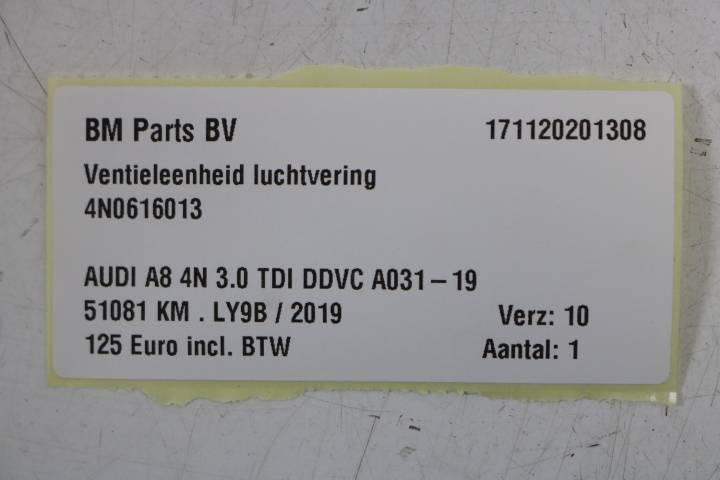 BM Parts BV 171120201308
Ventieleenheid luchtvering
4N0616013
AUDI A8 4N 3.0 TDI DDVC A031-19
51081 KM . LY9B / 2019 Verz: 10
125 Euro incl. BTW Aantal: 1